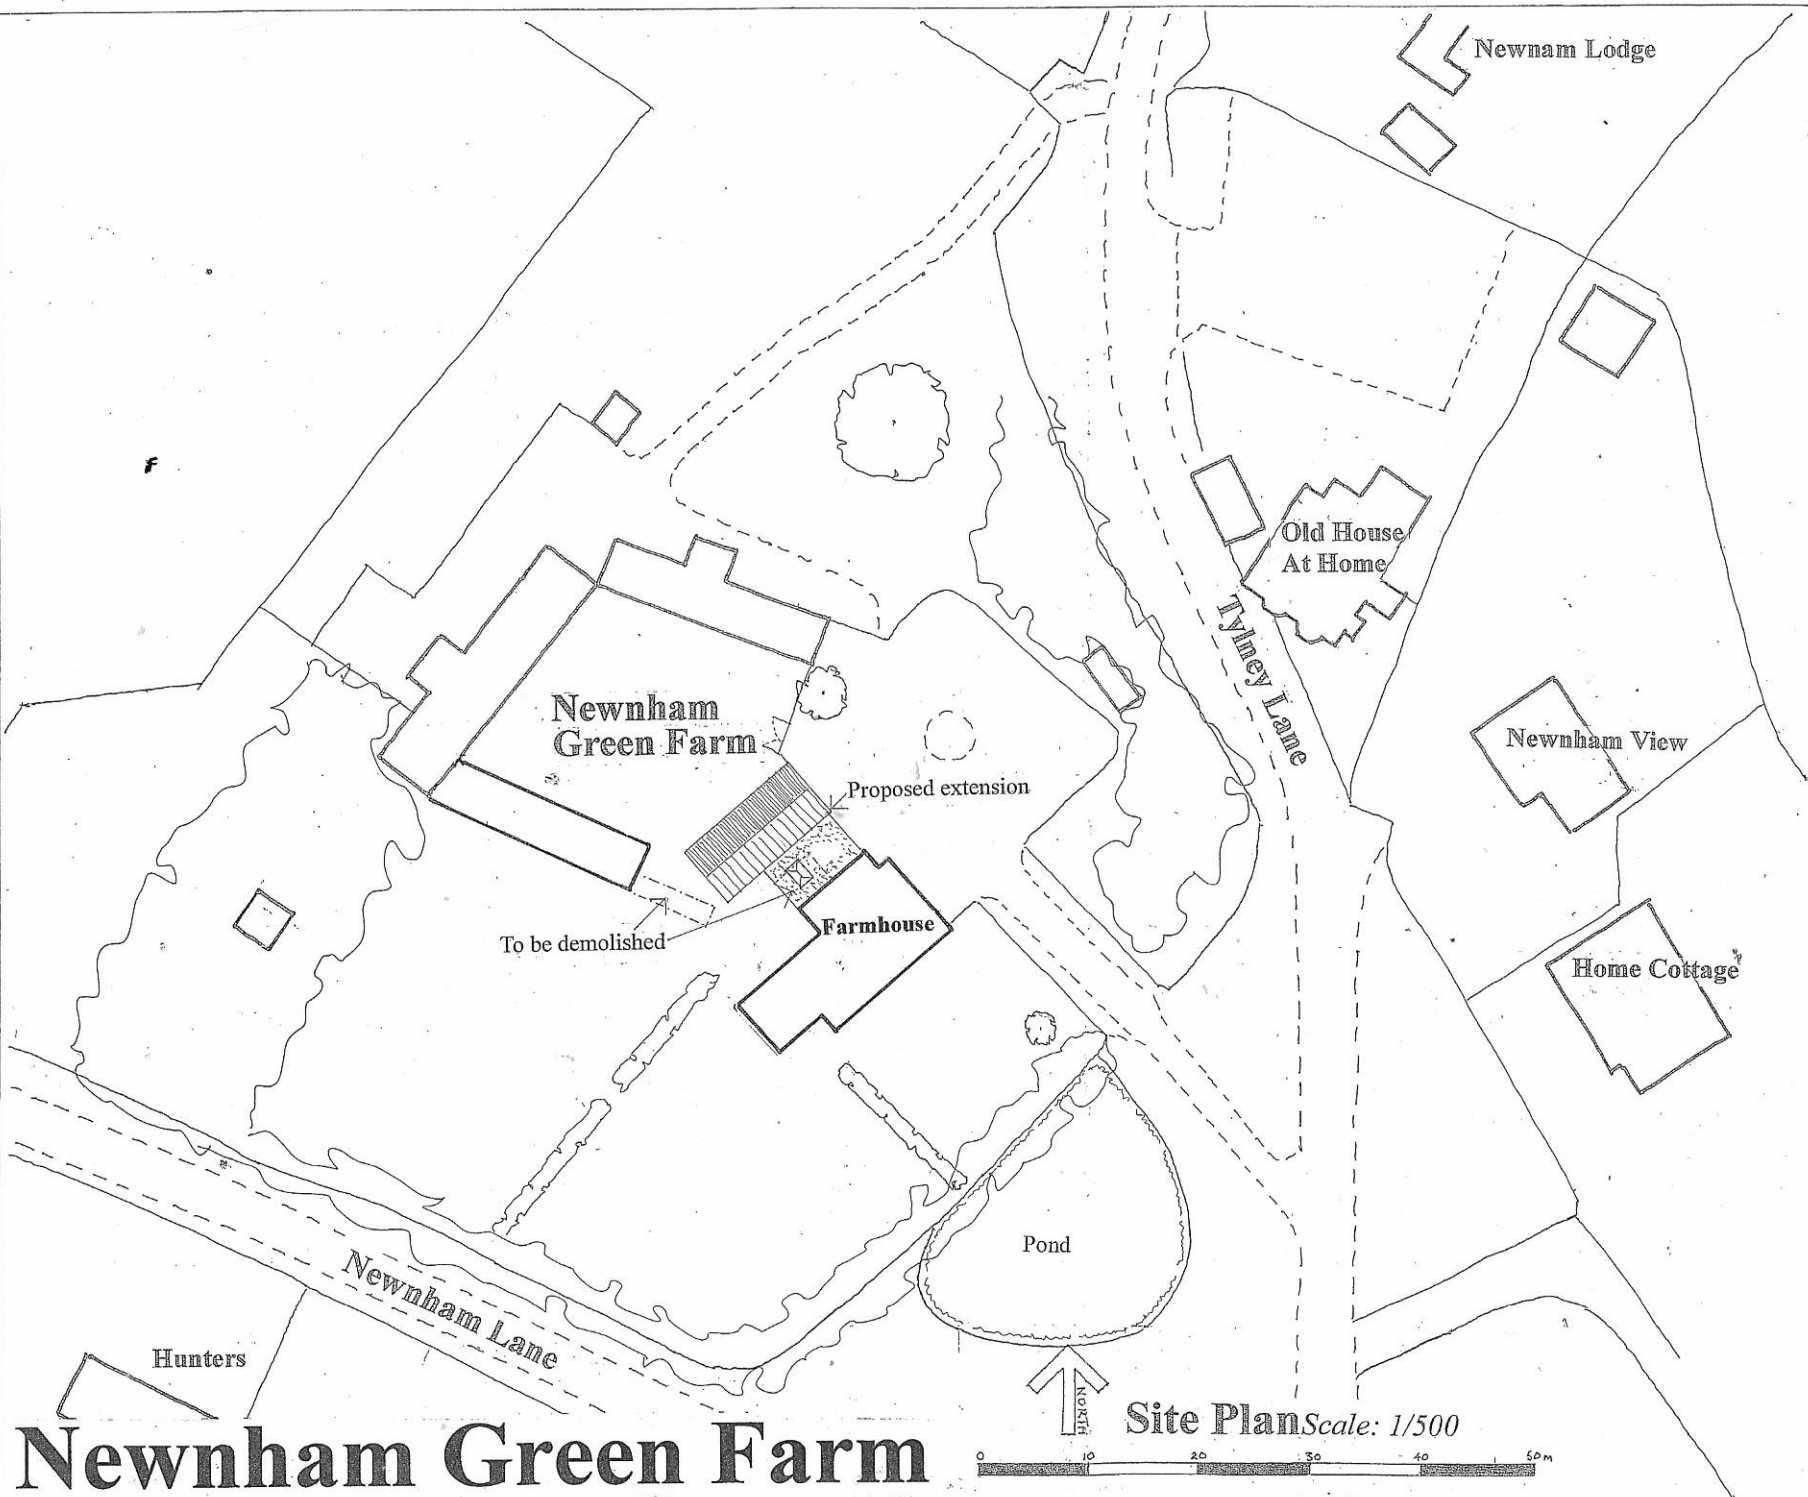 Newnam Lodge
Old House
At Home
Tylney Lane
Newnham
Green Farm
Newnham View
Proposed extension
Farmhouse
To be demolished
Home Cottage
Pond
Newnham Lane
Hunters
NORTH
Site Plan Scale: 1/500
0 10 20 30 40 50m
Newnham Green Farm